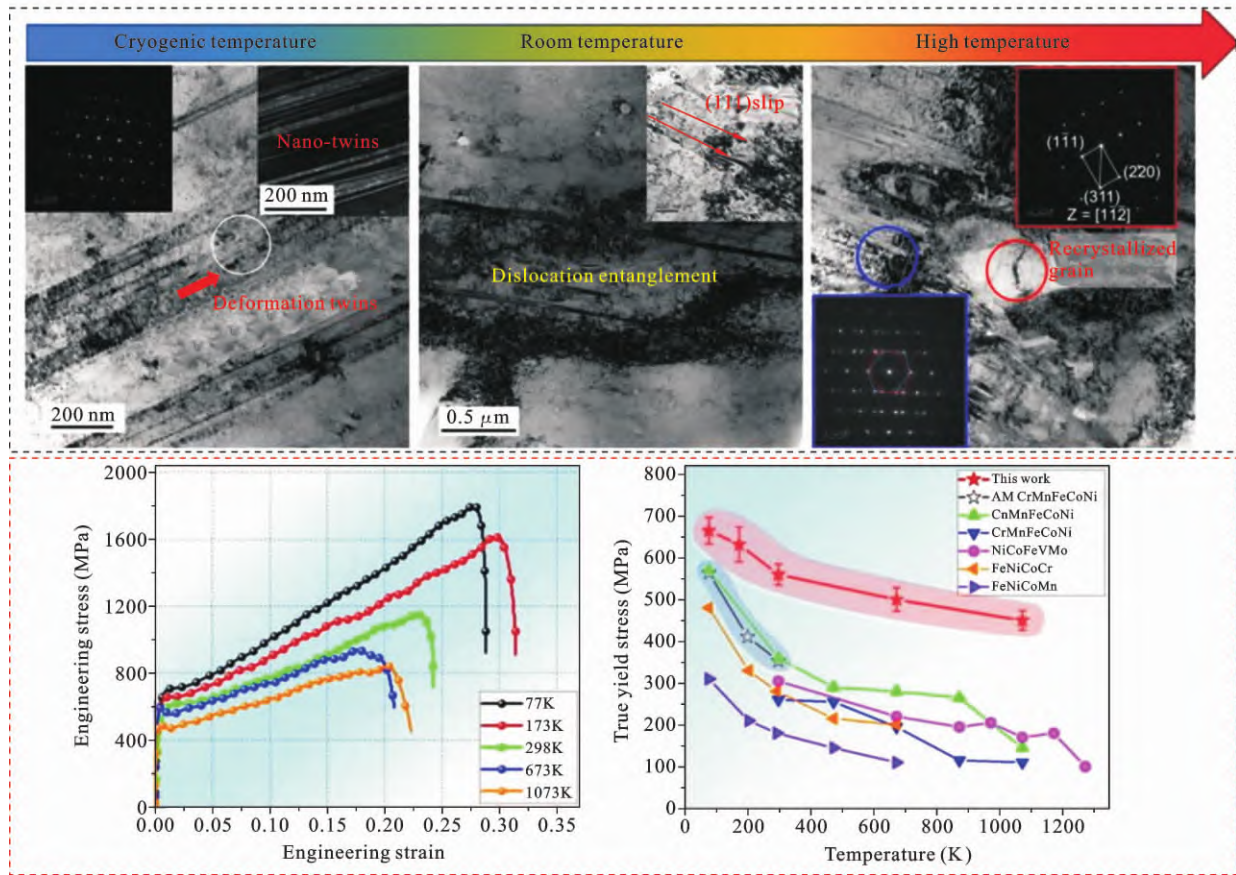 Cryogenic temperature
Room temperature
High temperature
Nano-twins
200 nm
Deformation twins
200 nm
(111)slip
Dislocation entanglement
0.5 μm
(111)
(220)
(311)
Z = [112]
Recrystallized
grain
Engineering stress (MPa)
2000
1600
1200
800
400
0
77K
173K
298K
673K
1073K
0.00 0.05 0.10 0.15 0.20 0.25 0.30 0.35
Engineering strain
True yield stress (MPa)
800
700
600
500
400
300
200
100
0
This work
AM CrMnFeCoNi
CnMnFeCoNi
CrMnFeCoNi
NiCoFeVMo
FeNiCoCr
FeNiCoMn
0 200 400 600 800 1000 1200
Temperature (K)